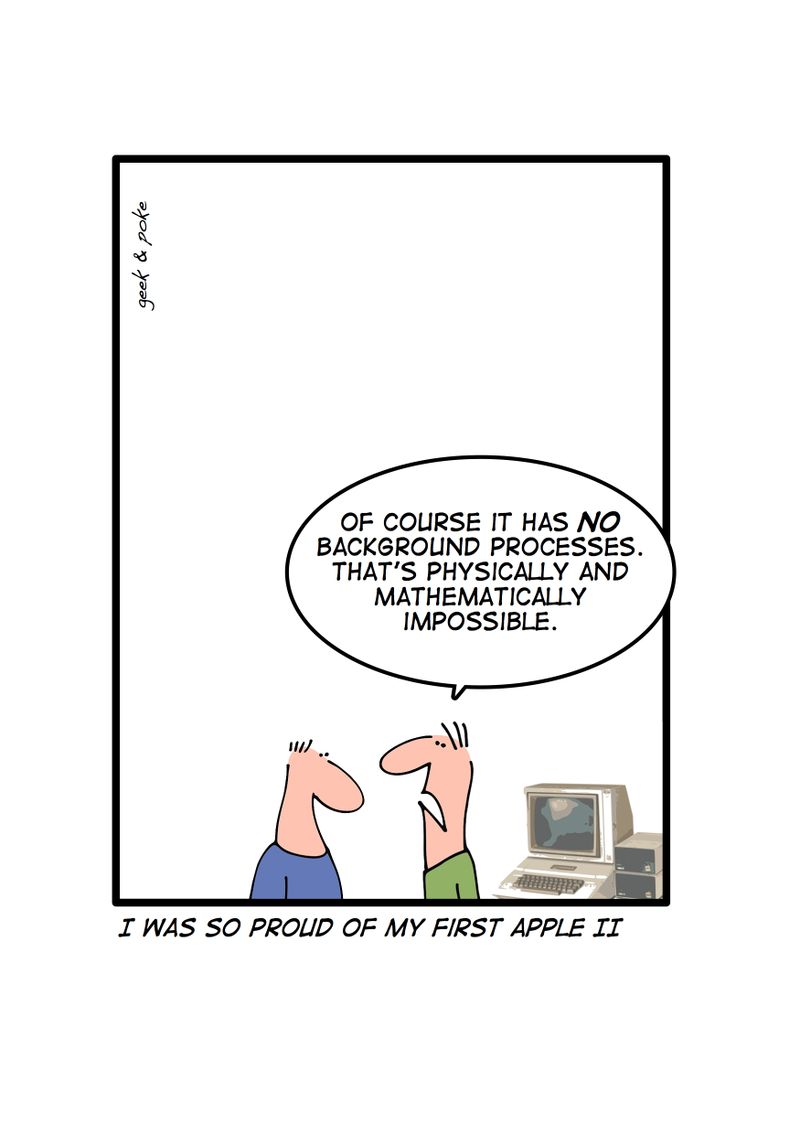 geek & poke
OF COURSE IT HAS NO
BACKGROUND PROCESSES.
THAT'S PHYSICALLY AND
MATHEMATICALLY
IMPOSSIBLE.
I WAS SO PROUD OF MY FIRST APPLE II